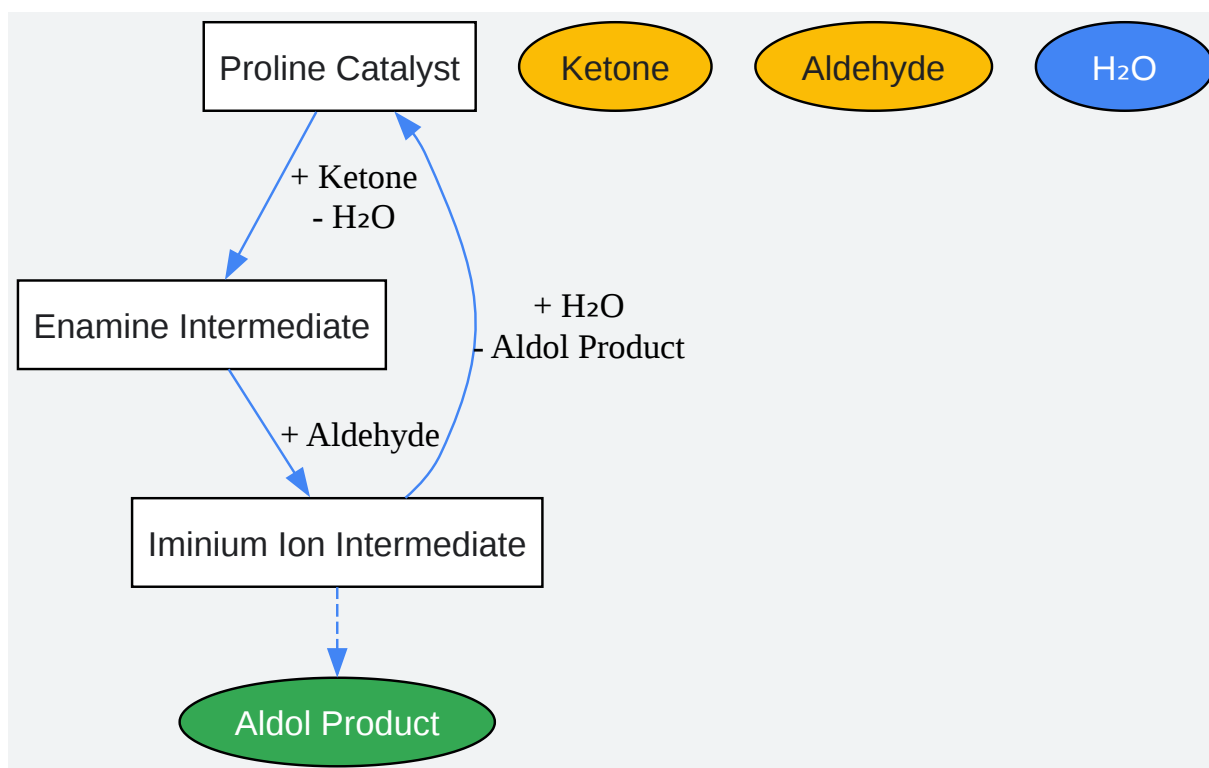 Proline Catalyst
Ketone
Aldehyde
H₂O
+ Ketone
- H₂O
+ H₂O
- Aldol Product
Enamine Intermediate
+ Aldehyde
Iminium Ion Intermediate
Aldol Product